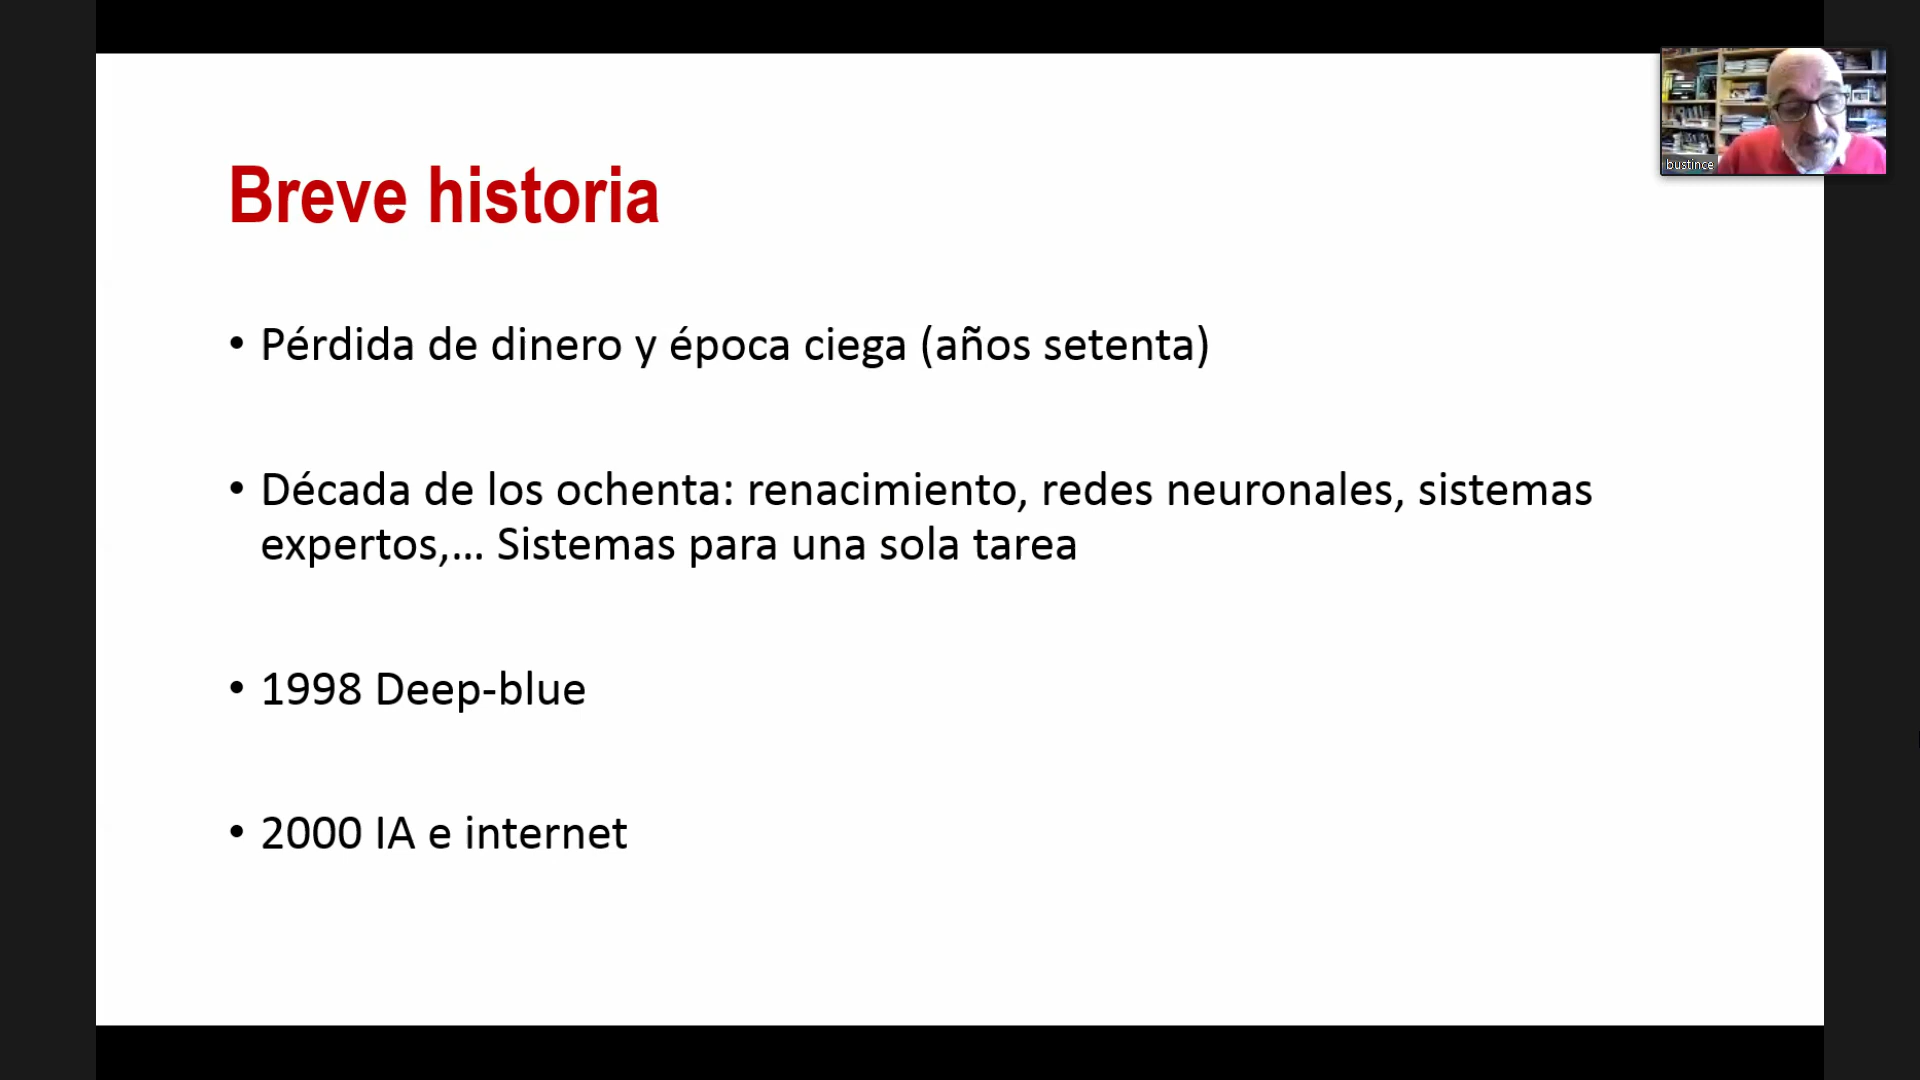 Breve historia
• Pérdida de dinero y época ciega (años setenta)
• Década de los ochenta: renacimiento, redes neuronales, sistemas
expertos,... Sistemas para una sola tarea
• 1998 Deep-blue
• 2000 IA e internet
bustince